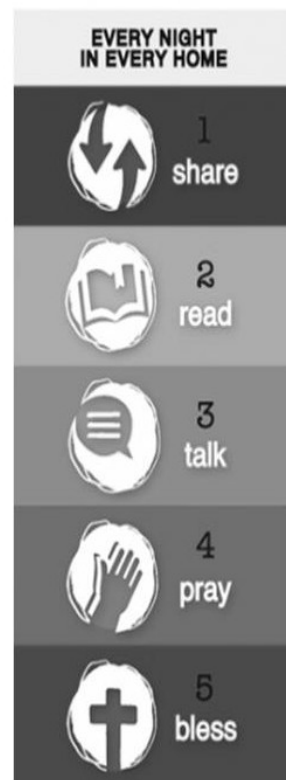 EVERY NIGHT
IN EVERY HOME
1
share
2
read
3
talk
4
pray
5
bless